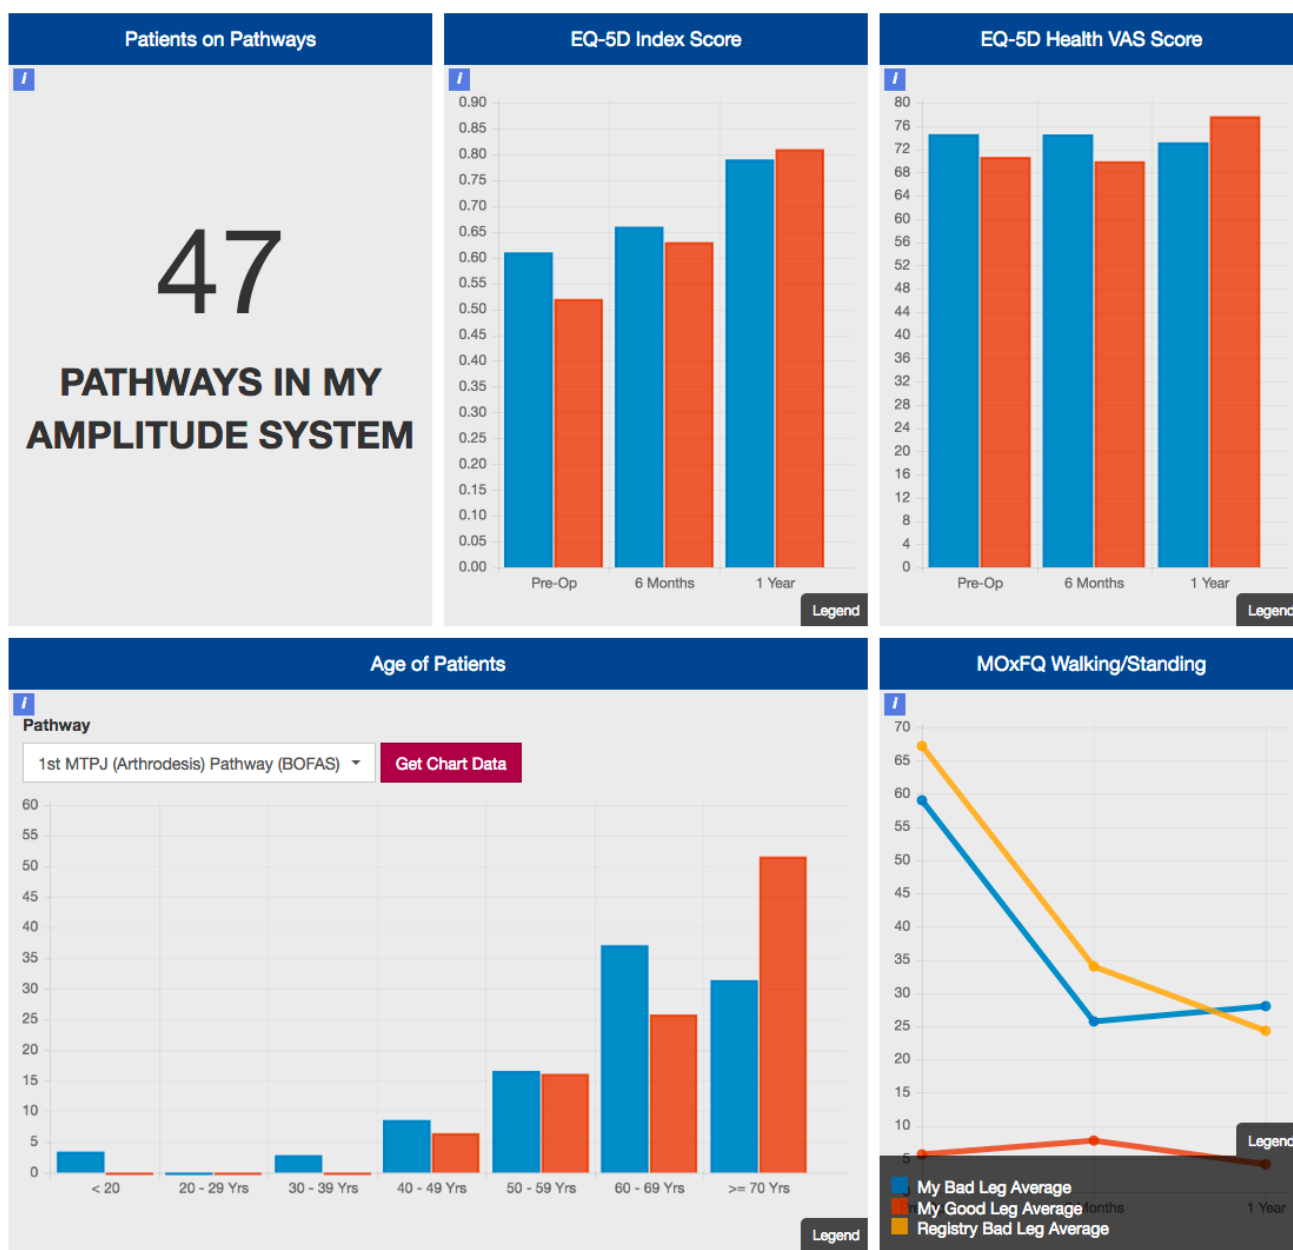 Patients on Pathways
i
47
PATHWAYS IN MY
AMPLITUDE SYSTEM
EQ-5D Index Score
i
0.90
0.85
0.80
0.75
0.70
0.65
0.60
0.55
0.50
0.45
0.40
0.35
0.30
0.25
0.20
0.15
0.10
0.05
0.00
Pre-Op 6 Months 1 Year
Legend
EQ-5D Health VAS Score
i
80
76
72
68
64
60
56
52
48
44
40
36
32
28
24
20
16
12
8
4
0
Pre-Op 6 Months 1 Year
Legend
Age of Patients
i
Pathway
1st MTPJ (Arthrodesis) Pathway (BOFAS) Get Chart Data
60
55
50
45
40
35
30
25
20
15
10
5
0
< 20 20 - 29 Yrs 30 - 39 Yrs 40 - 49 Yrs 50 - 59 Yrs 60 - 69 Yrs >= 70 Yrs
Legend
MOxFQ Walking/Standing
i
70
65
60
55
50
45
40
35
30
25
20
15
10
5
Legend
My Bad Leg Average
My Good Leg Average
Registry Bad Leg Average
Months 1 Year